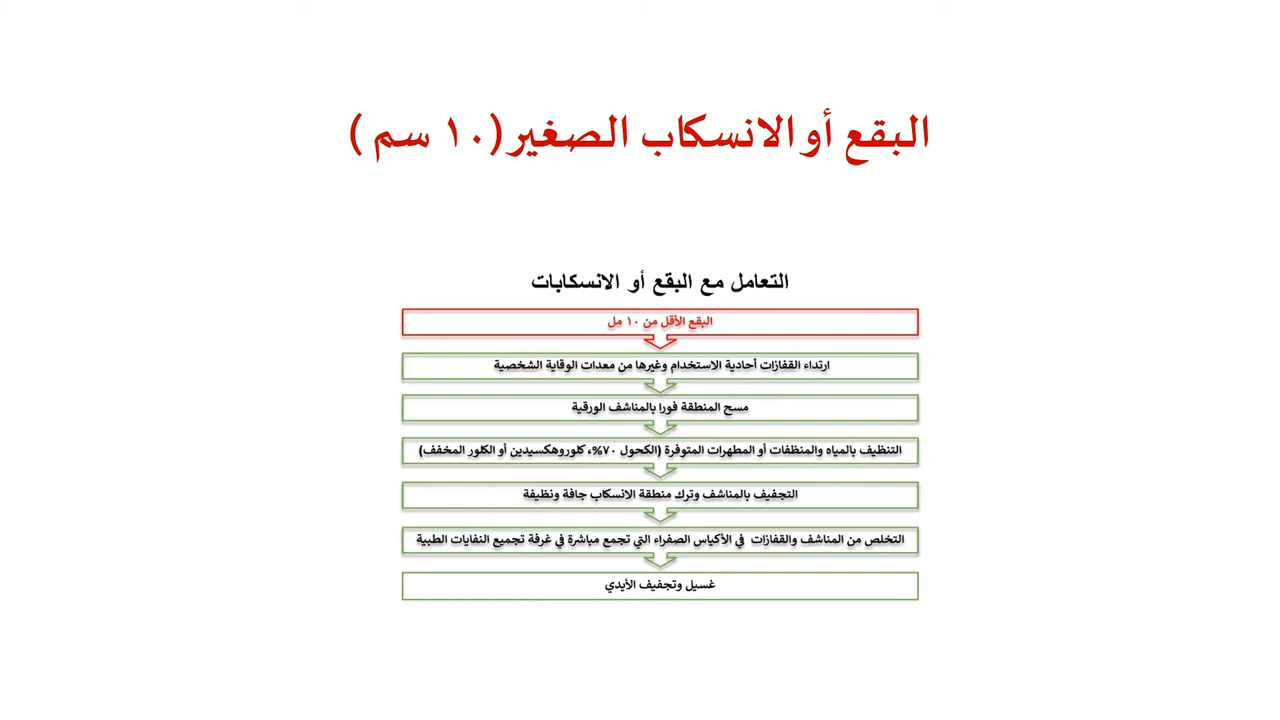 البقع أو الانسكاب الصغير (١٠ سم )
التعامل مع البقع أو الانسكابات
البقع الأقل من ١٠ مل
ارتداء القفازات أحادية الاستخدام وغيرها من معدات الوقاية الشخصية
مسح المنطقة فورا بالمناشف الورقية
التنظيف بالمياه والمنظفات أو المطهرات المتوفرة (الكحول ٧٠%، كلوروهكسيدين أو الكلور المخفف)
التجفيف بالمناشف وترك منطقة الانسكاب جافة ونظيفة
التخلص من المناشف والقفازات في الأكياس الصفراء التي تجمع مباشرة في غرفة تجميع النفايات الطبية
غسيل وتجفيف الأيدي